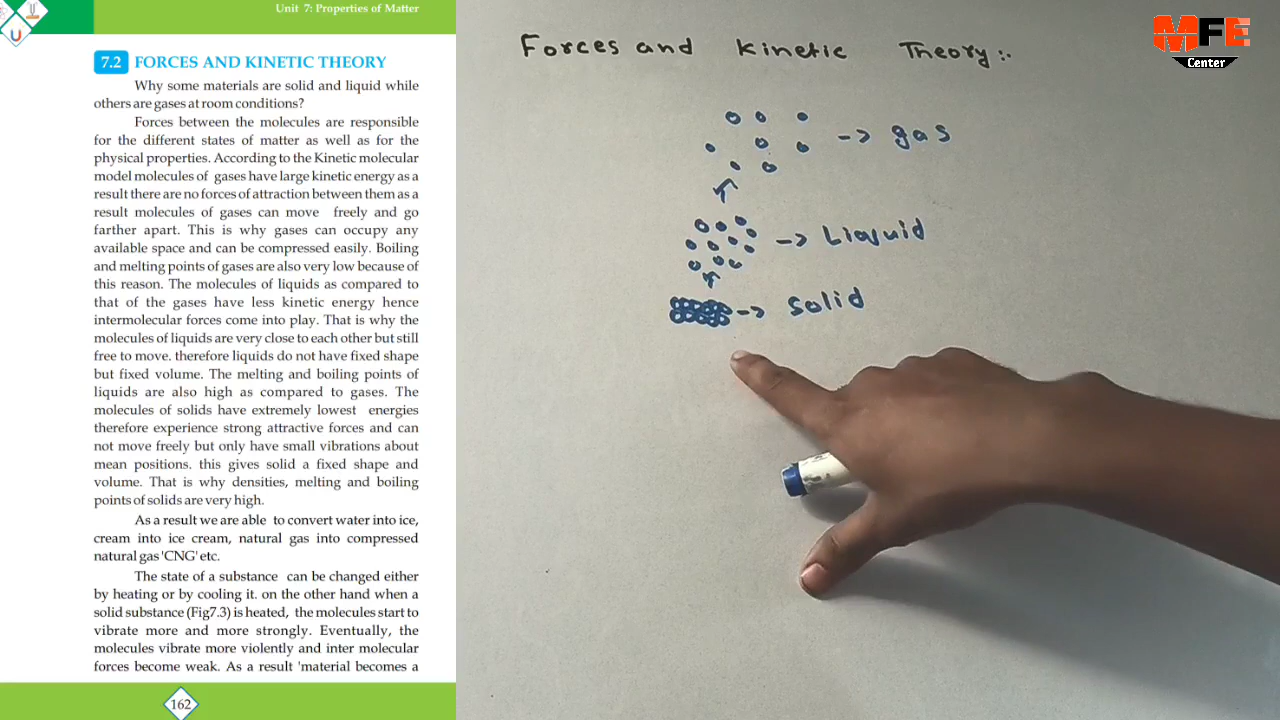 Unit 7: Properties of Matter
7.2 FORCES AND KINETIC THEORY
Why some materials are solid and liquid while
others are gases at room conditions?
Forces between the molecules are responsible
for the different states of matter as well as for the
physical properties. According to the Kinetic molecular
model molecules of gases have large kinetic energy as a
result there are no forces of attraction between them as a
result molecules of gases can move freely and go
farther apart. This is why gases can occupy any
available space and can be compressed easily. Boiling
and melting points of gases are also very low because of
this reason. The molecules of liquids as compared to
that of the gases have less kinetic energy hence
intermolecular forces come into play. That is why the
molecules of liquids are very close to each other but still
free to move. therefore liquids do not have fixed shape
but fixed volume. The melting and boiling points of
liquids are also high as compared to gases. The
molecules of solids have extremely lowest energies
therefore experience strong attractive forces and can
not move freely but only have small vibrations about
mean positions. this gives solid a fixed shape and
volume. That is why densities, melting and boiling
points of solids are very high.
As a result we are able to convert water into ice,
cream into ice cream, natural gas into compressed
natural gas 'CNG' etc.
The state of a substance can be changed either
by heating or by cooling it. on the other hand when a
solid substance (Fig7.3) is heated, the molecules start to
vibrate more and more strongly. Eventually, the
molecules vibrate more violently and inter molecular
forces become weak. As a result 'material becomes a
162
Forces and Kinetic Theory:.
-> gas
-> Liquid
-> Solid
MFE
Center